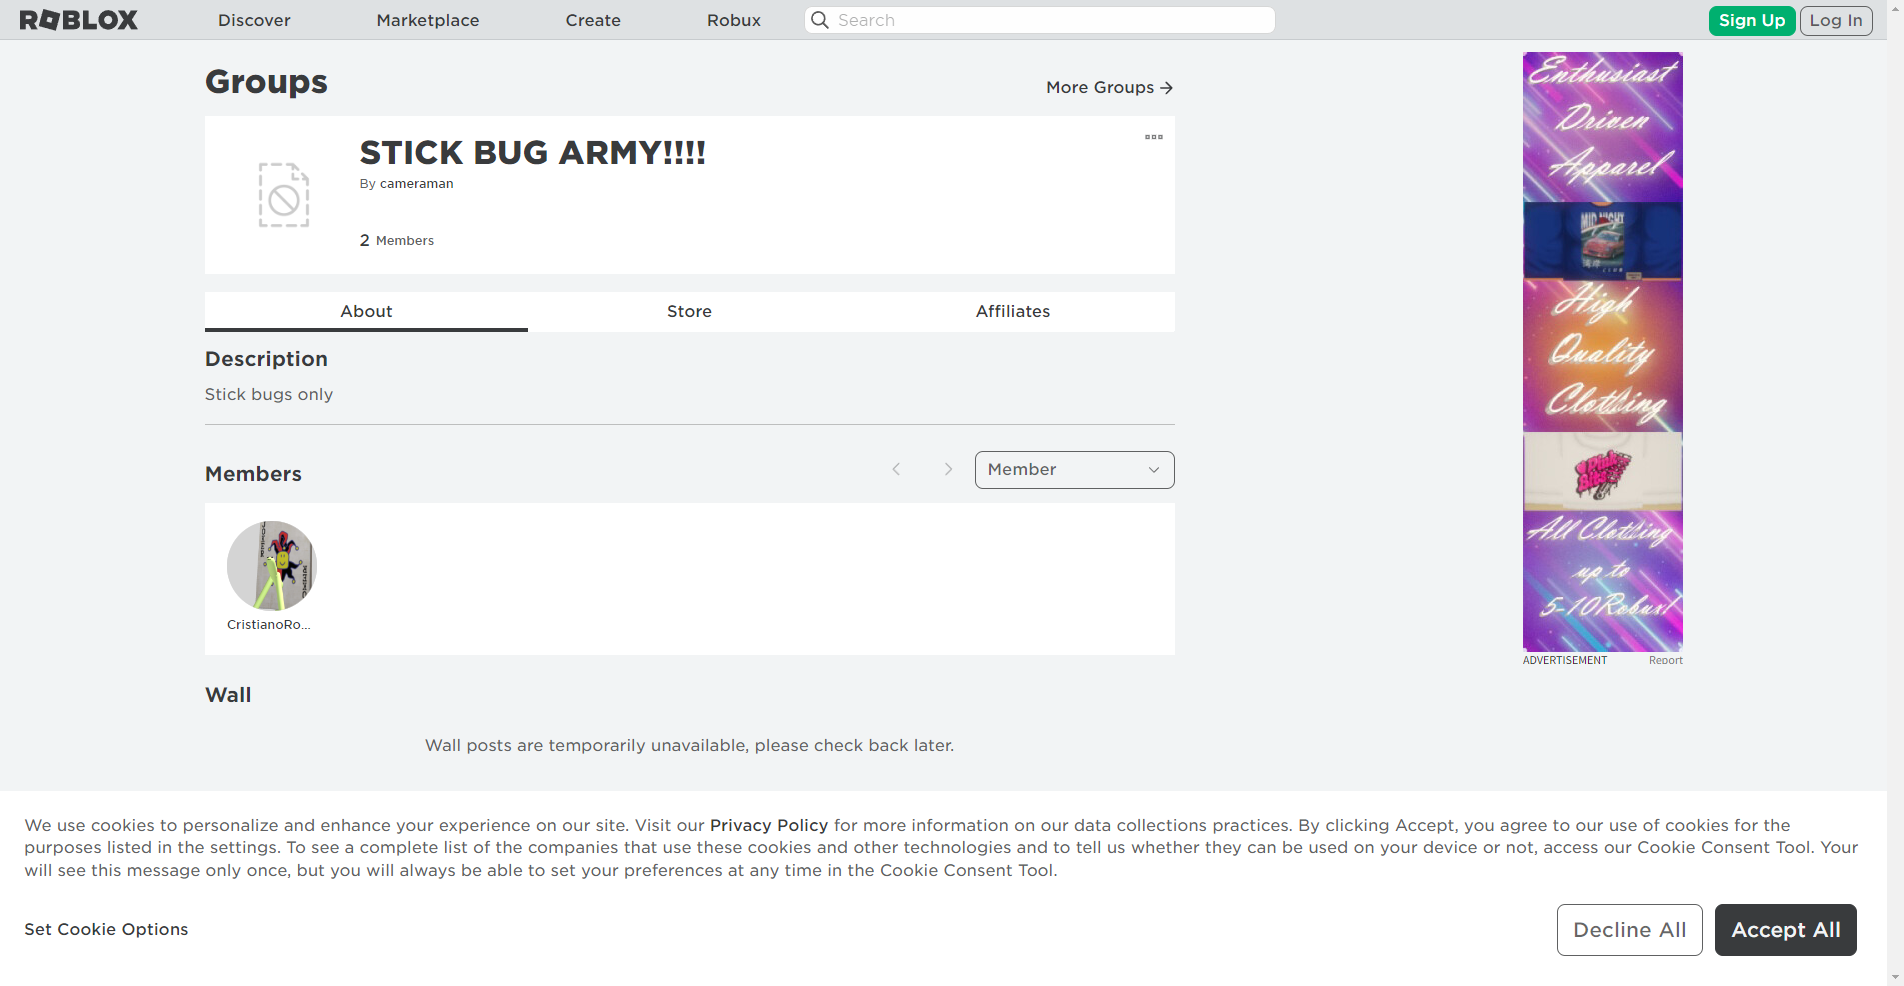 ROBLOX
Discover
Marketplace
Create
Robux
Search
Sign Up
Log In
Groups
More Groups
STICK BUG ARMY!!!!
By cameraman
2 Members
About
Store
Affiliates
Description
Stick bugs only
Members
Member
CristianoRo...
Wall
Wall posts are temporarily unavailable, please check back later.
Enthusiast
Driven
Apparel
MIDNIGHT
High
Quality
Clothing
Pink
All Clothing
up to
5-10Robux!
ADVERTISEMENT
Report
We use cookies to personalize and enhance your experience on our site. Visit our Privacy Policy for more information on our data collections practices. By clicking Accept, you agree to our use of cookies for the
purposes listed in the settings. To see a complete list of the companies that use these cookies and other technologies and to tell us whether they can be used on your device or not, access our Cookie Consent Tool. Your
will see this message only once, but you will always be able to set your preferences at any time in the Cookie Consent Tool.
Set Cookie Options
Decline All
Accept All